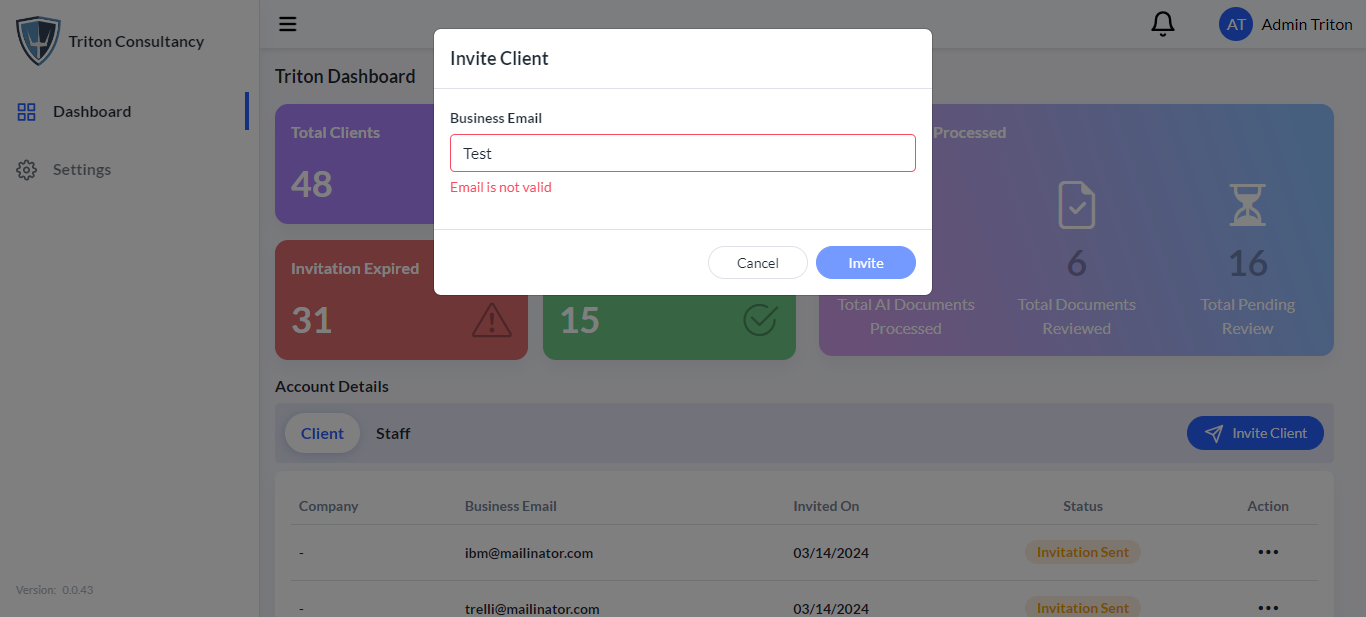 Triton Consultancy
Dashboard
Settings
Version: 0.0.43
AT
Admin Triton
Triton Dashboard
Total Clients
48
Invitation Expired
31
15
Processed
Total AI Documents
Processed
6
Total Documents
Reviewed
16
Total Pending
Review
Invite Client
Business Email
Test
Email is not valid
Cancel
Invite
Account Details
Client
Staff
Invite Client
Company
Business Email
Invited On
Status
Action
-
ibm@mailinator.com
03/14/2024
Invitation Sent
-
trelli@mailinator.com
03/14/2024
Invitation Sent